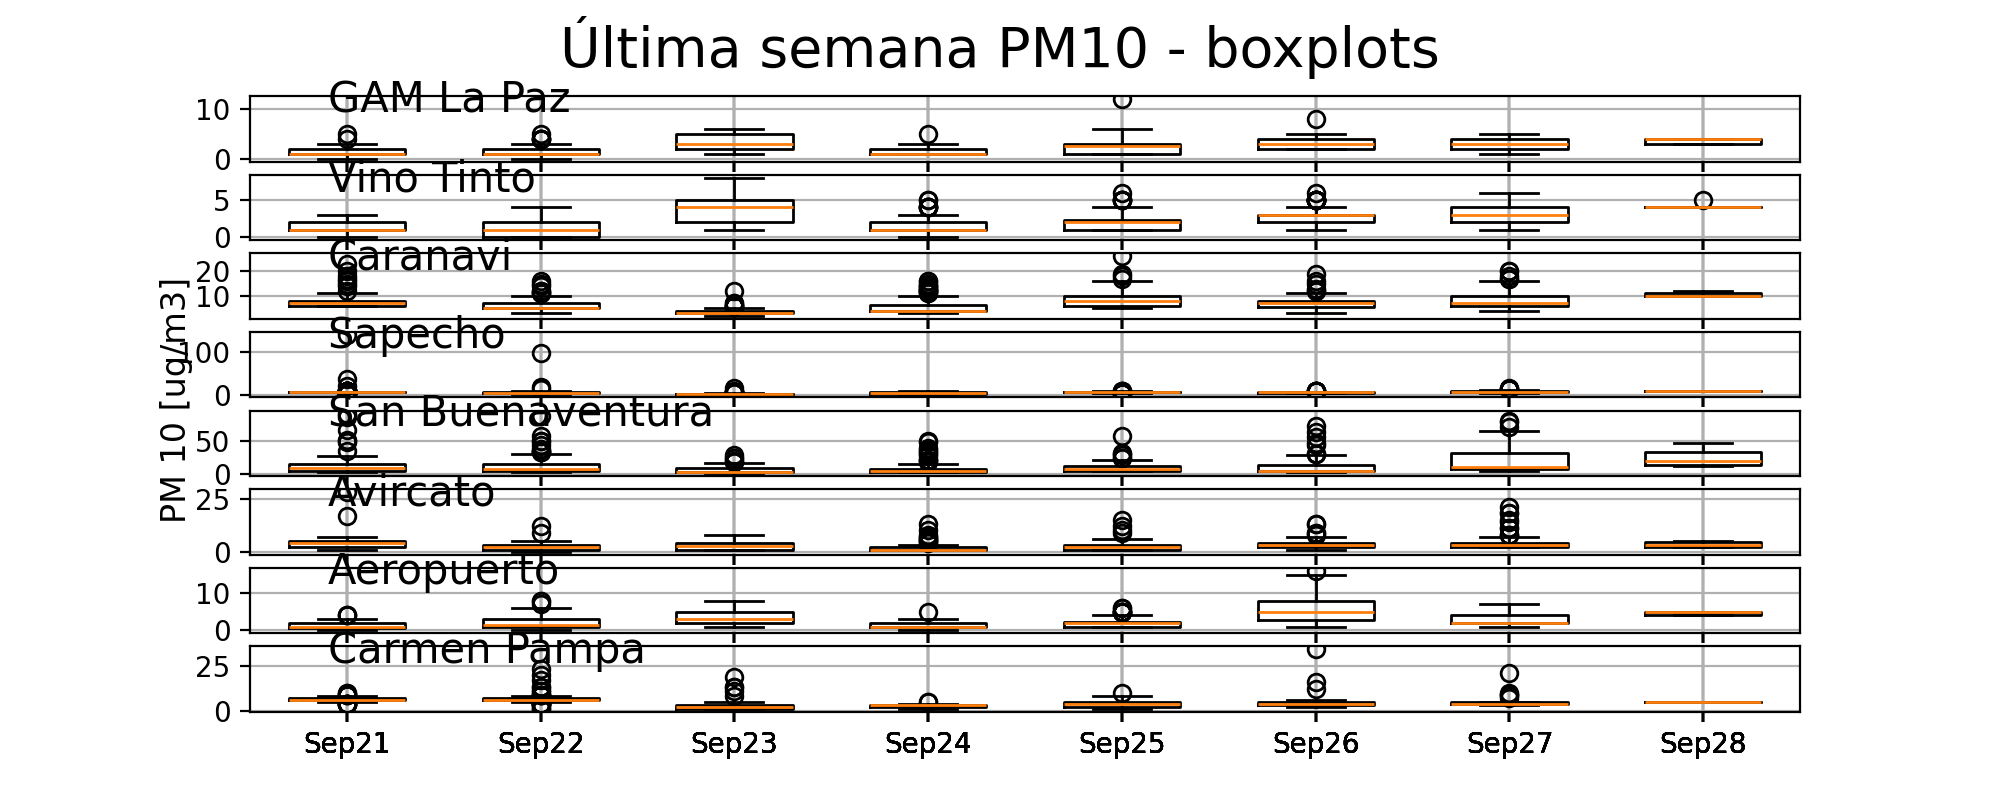 Última semana PM10 - boxplots
GAM La Paz
10
0
Vino Tinto
5
0
Caranavi
20
10
Sapecho
100
0
San Buenaventura
50
0
Avircato
25
0
Aeropuerto
10
0
Carmen Pampa
25
0
PM 10 [ug/m3]
Sep21 Sep22 Sep23 Sep24 Sep25 Sep26 Sep27 Sep28